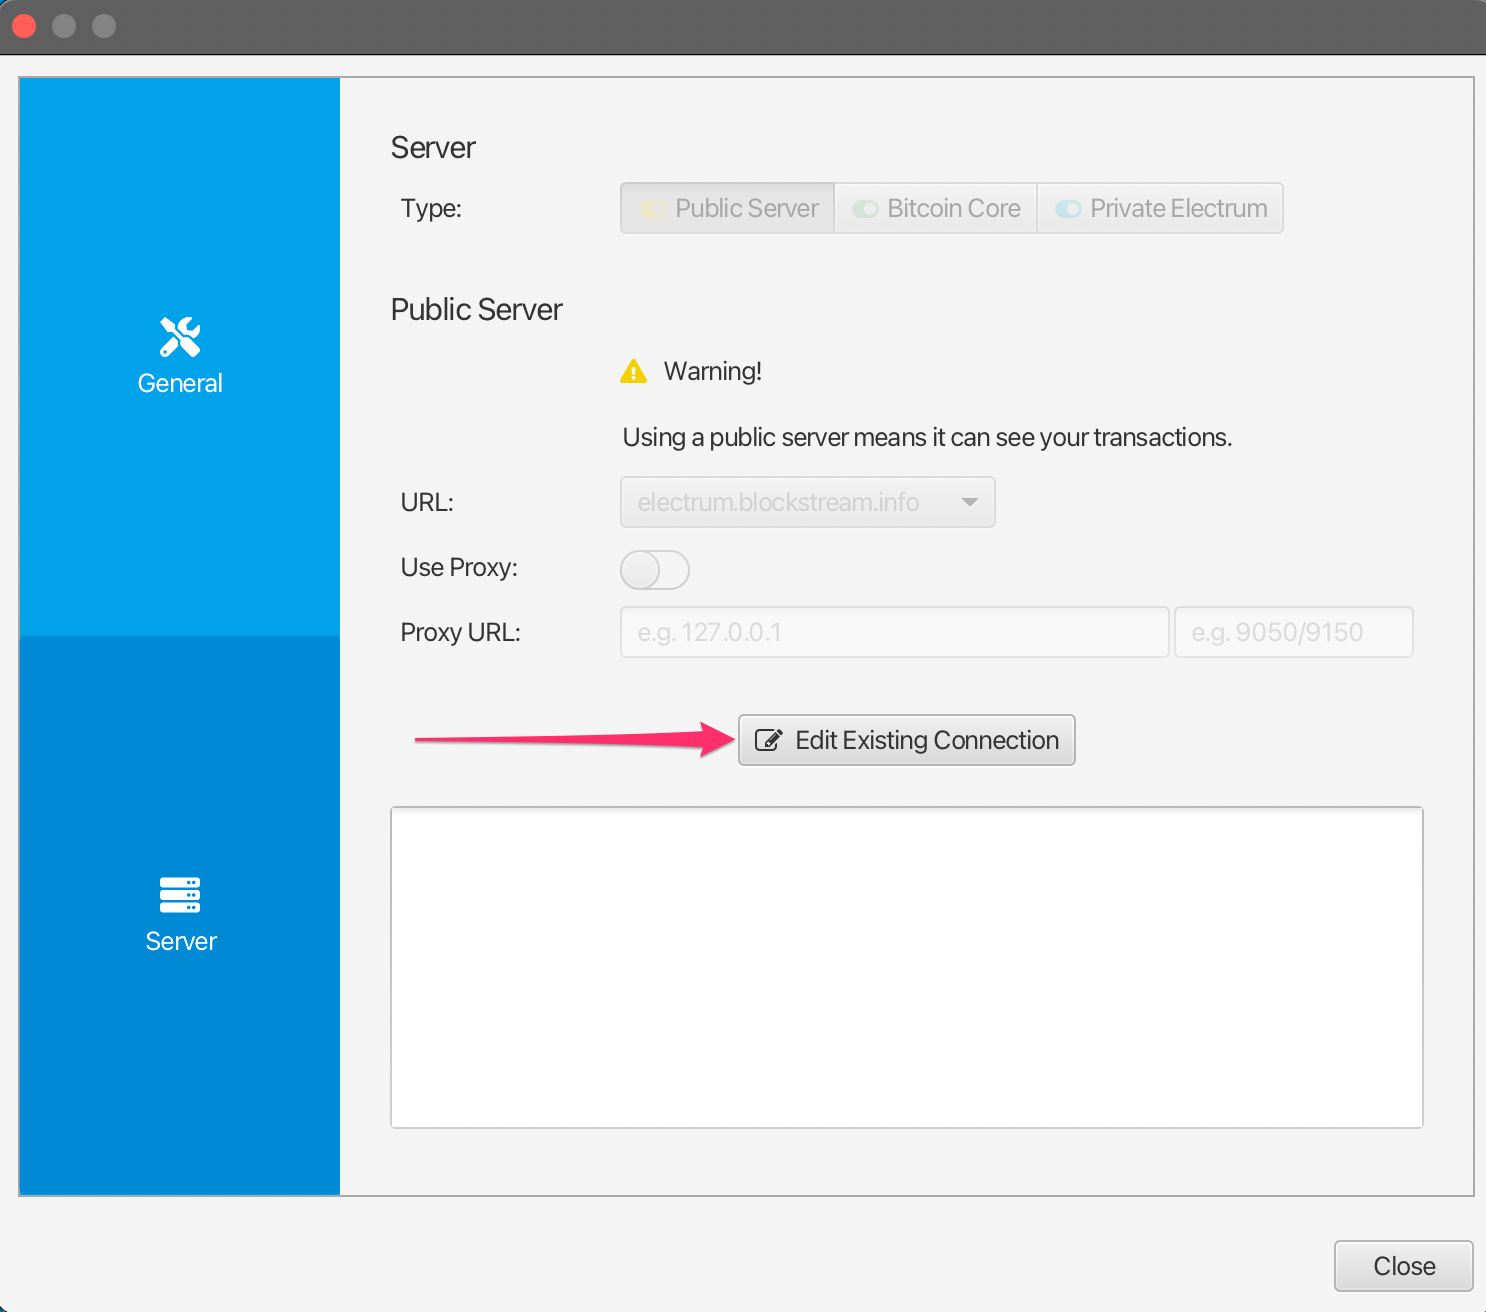 General
Server
Server
Type: Public Server Bitcoin Core Private Electrum
Public Server
Warning!
Using a public server means it can see your transactions.
URL: electrum.blockstream.info
Use Proxy:
Proxy URL: e.g. 127.0.0.1 e.g. 9050/9150
Edit Existing Connection
Close